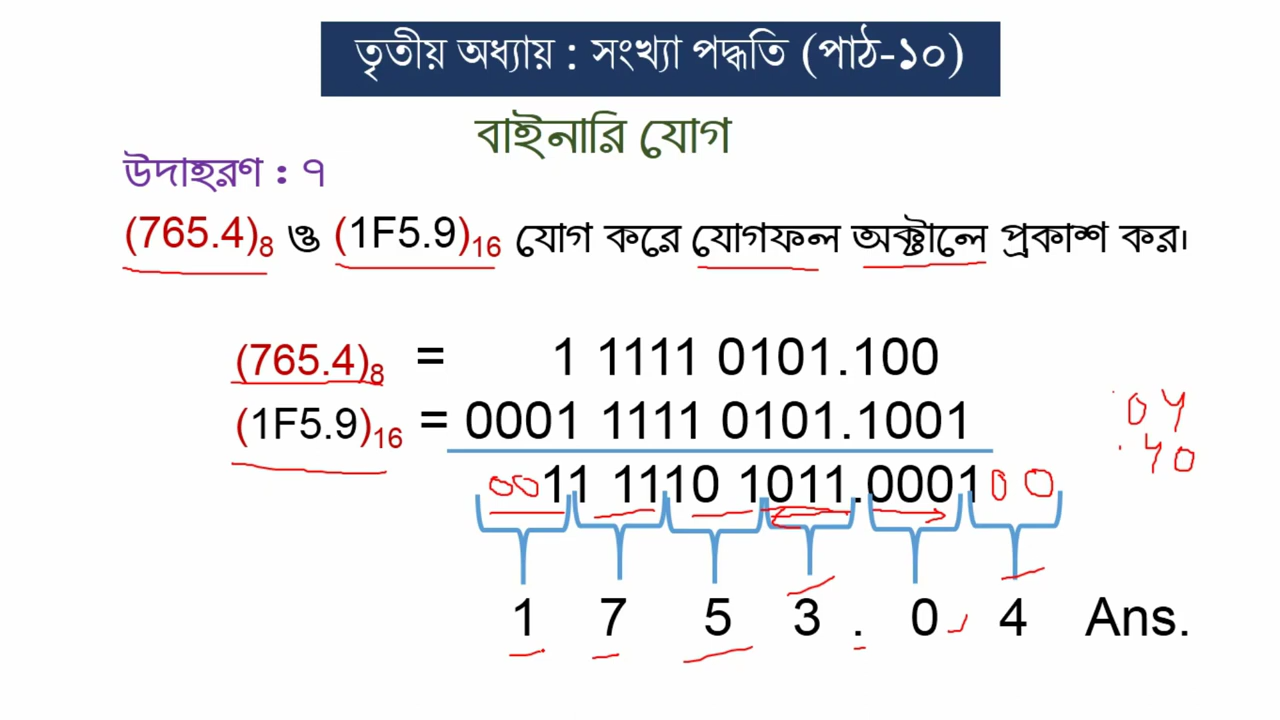 তৃতীয় অধ্যায় : সংখ্যা পদ্ধতি (পাঠ-১০)
বাইনারি যোগ
উদাহরণ : ৭
(765.4)8 ও (1F5.9)16 যোগ করে যোগফল অক্টালে প্রকাশ কর।
(765.4)8 = 1 1111 0101.100
(1F5.9)16 = 0001 1111 0101.1001
04
.40
0011 1110 1011.000100
1 7 5 3 . 0 4 Ans.